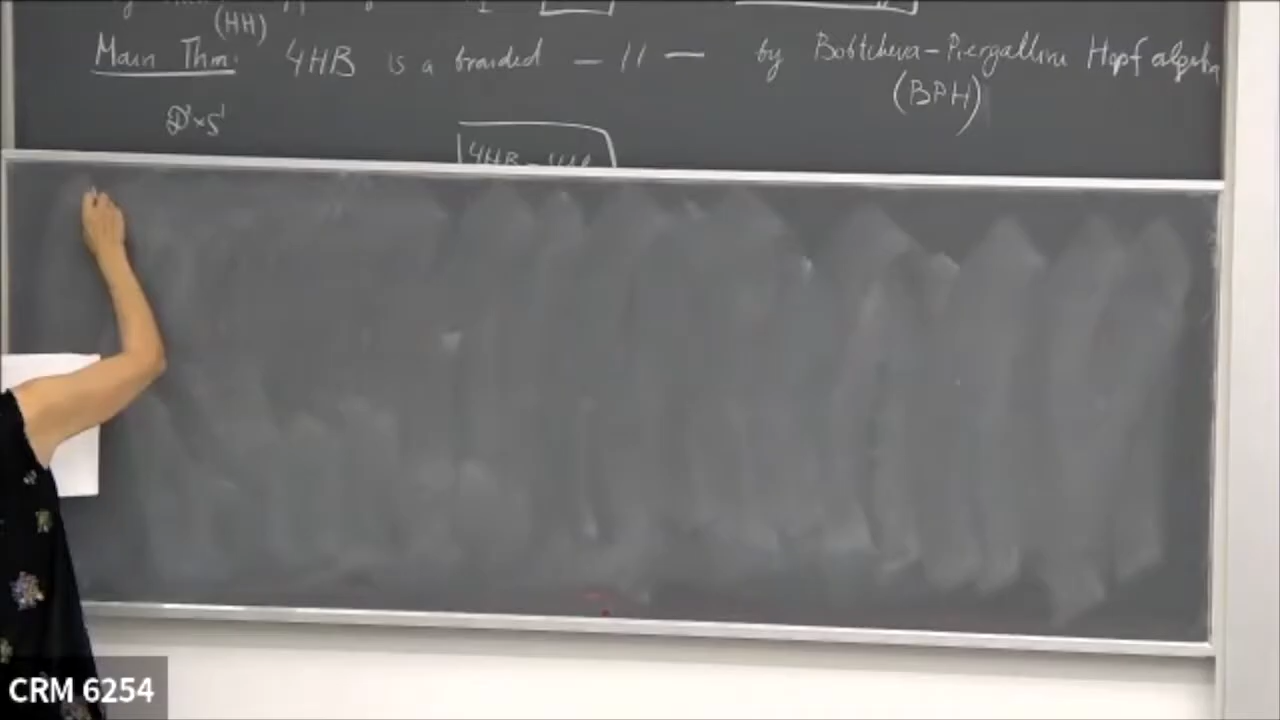 (HH)
Main Thm. 4HB is a braided — // — by Bobtcheva-Piergallini Hopf algebra
(BPH)
D²×S¹
4HB
CRM 6254